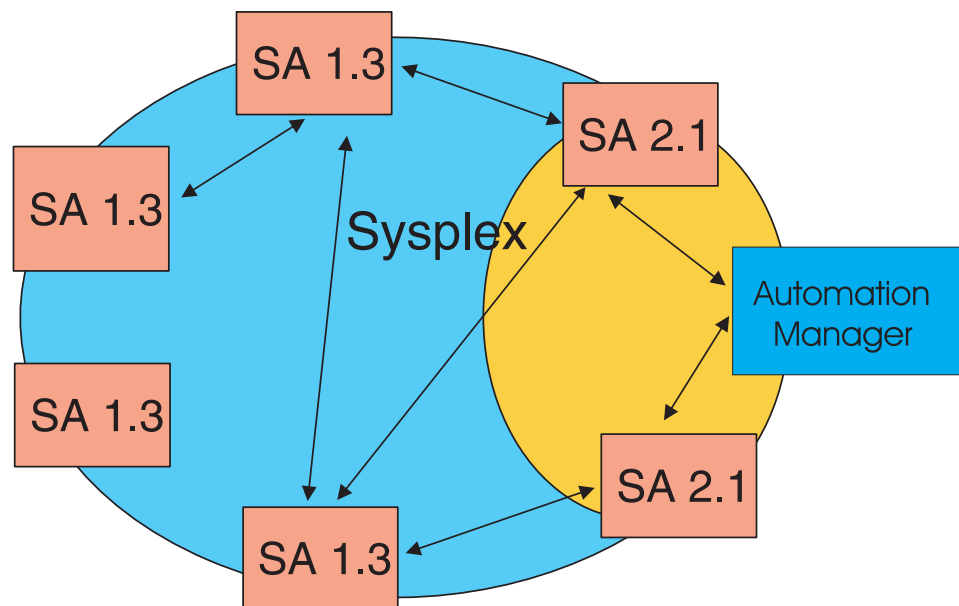 SA 1.3
SA 2.1
SA 1.3
Sysplex
Automation
Manager
SA 1.3
SA 2.1
SA 1.3